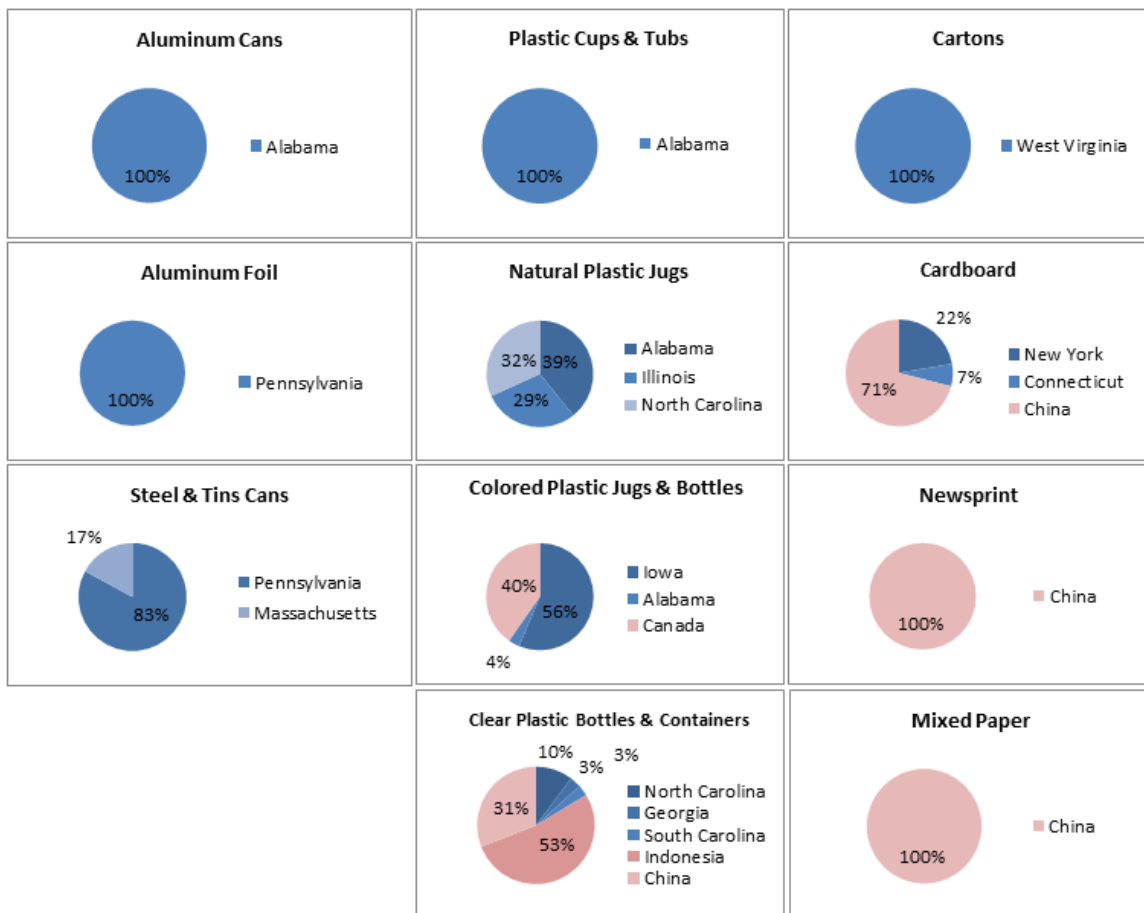 Aluminum Cans
100%
Alabama
Plastic Cups & Tubs
100%
Alabama
Cartons
100%
West Virginia
Aluminum Foil
100%
Pennsylvania
Natural Plastic Jugs
32%
39%
29%
Alabama
Illinois
North Carolina
Cardboard
22%
7%
71%
New York
Connecticut
China
Steel & Tins Cans
17%
83%
Pennsylvania
Massachusetts
Colored Plastic Jugs & Bottles
40%
56%
4%
Iowa
Alabama
Canada
Newsprint
100%
China
Clear Plastic Bottles & Containers
10%
3%
3%
31%
53%
North Carolina
Georgia
South Carolina
Indonesia
China
Mixed Paper
100%
China